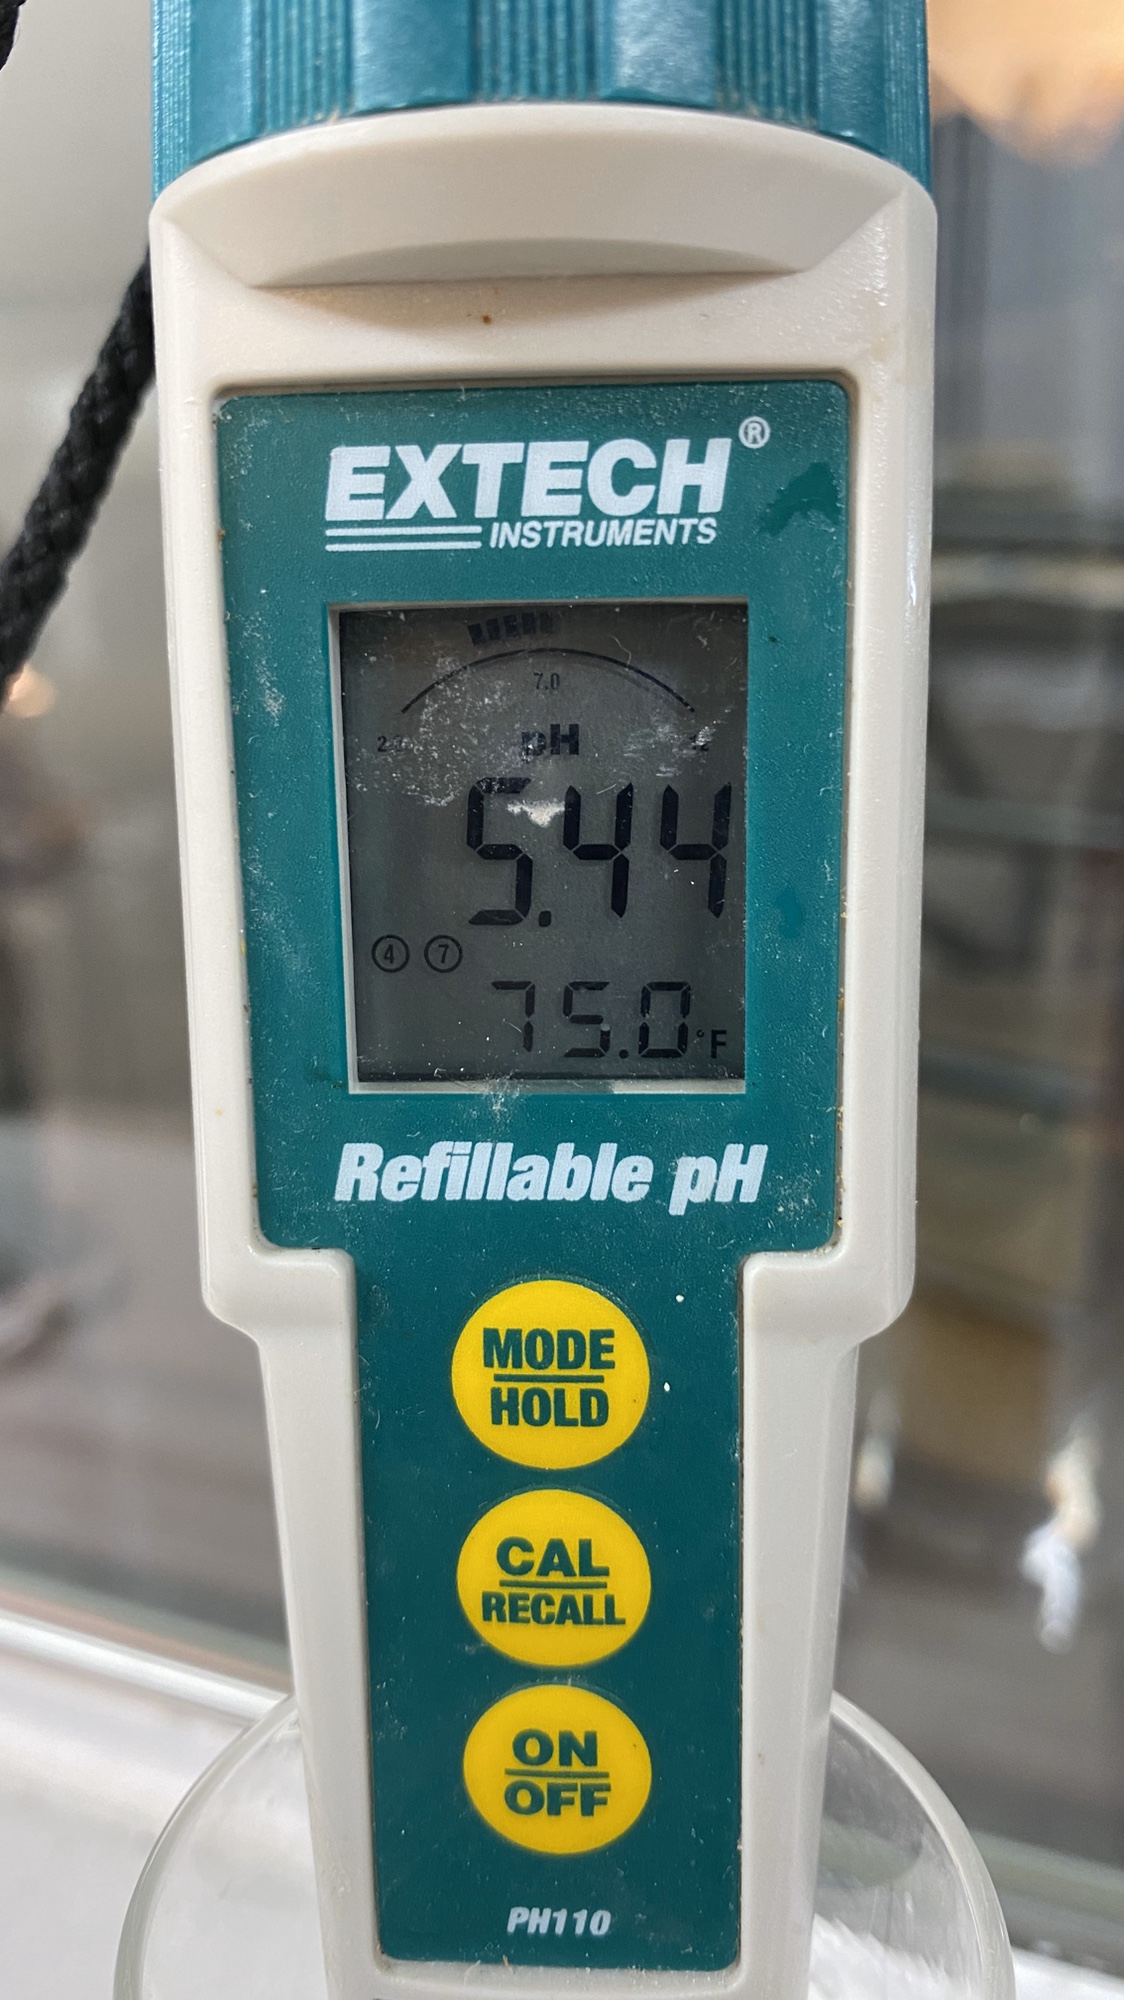 EXTECH®
INSTRUMENTS
7.0
pH
12
5.44
4 7
75.0°F
Refillable pH
MODE
HOLD
CAL
RECALL
ON
OFF
PH110